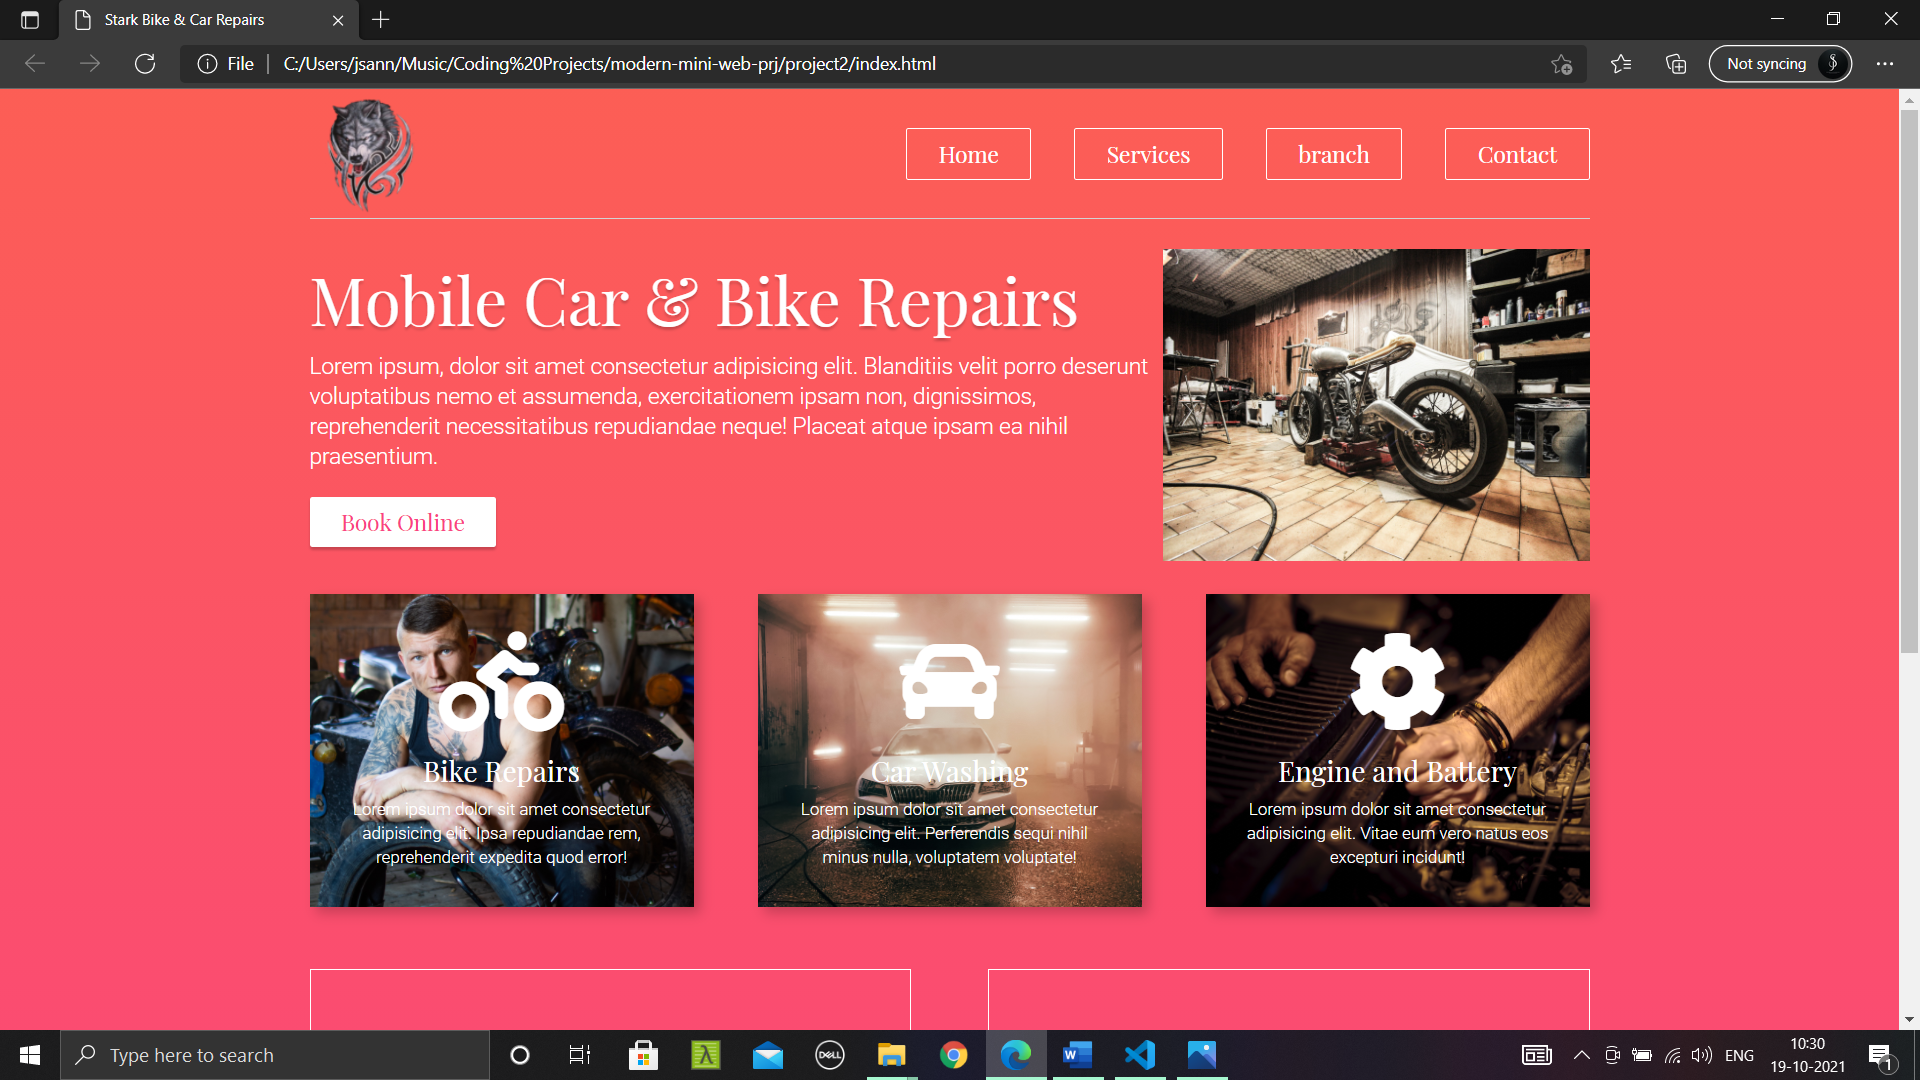 Stark Bike & Car Repairs
File
C:/Users/jsann/Music/Coding%20Projects/modern-mini-web-prj/project2/index.html
Not syncing
Home
Services
branch
Contact
Mobile Car & Bike Repairs
Lorem ipsum, dolor sit amet consectetur adipisicing elit. Blanditiis velit porro deserunt
voluptatibus nemo et assumenda, exercitationem ipsam non, dignissimos,
reprehenderit necessitatibus repudiandae neque! Placeat atque ipsam ea nihil
praesentium.
Book Online
Bike Repairs
Lorem ipsum dolor sit amet consectetur
adipisicing elit. Ipsa repudiandae rem,
reprehenderit expedita quod error!
Car Washing
Lorem ipsum dolor sit amet consectetur
adipisicing elit. Perferendis sequi nihil
minus nulla, voluptatem voluptate!
Engine and Battery
Lorem ipsum dolor sit amet consectetur
adipisicing elit. Vitae eum vero natus eos
excepturi incidunt!
Type here to search
DELL
W
ENG
10:30
19-10-2021
1